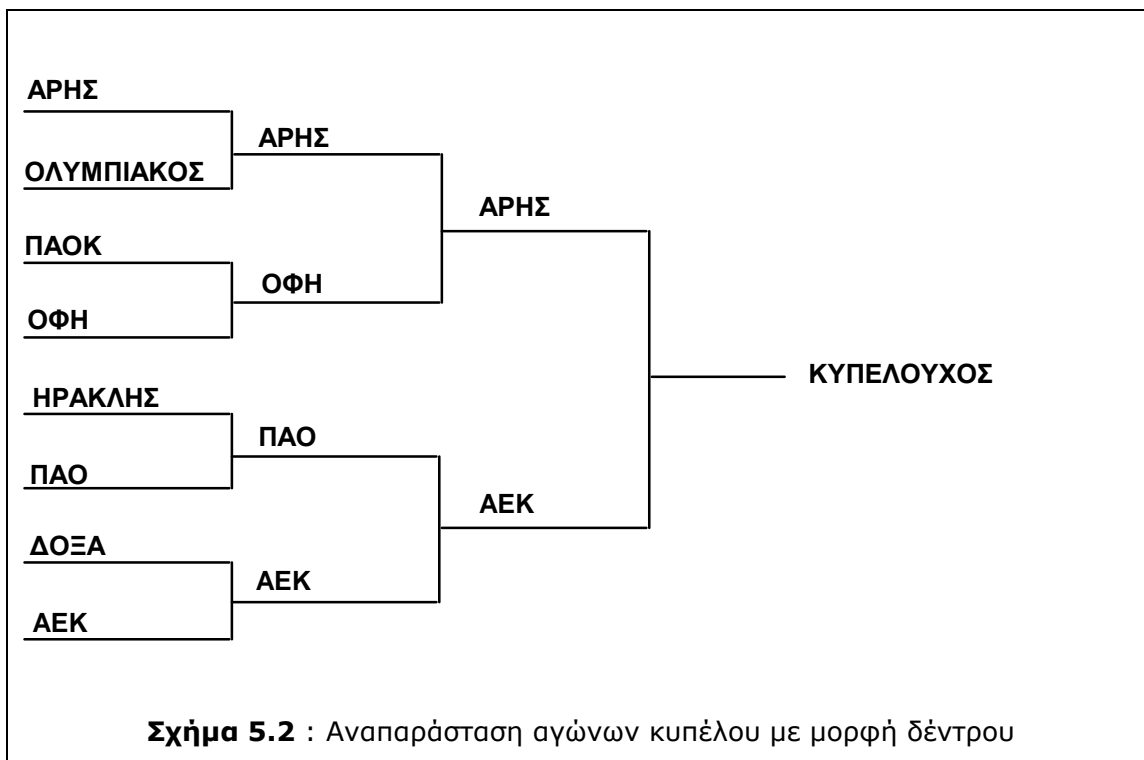 ΑΡΗΣ
ΑΡΗΣ
ΟΛΥΜΠΙΑΚΟΣ
ΑΡΗΣ
ΠΑΟΚ
ΟΦΗ
ΟΦΗ
ΚΥΠΕΛΟΥΧΟΣ
ΗΡΑΚΛΗΣ
ΠΑΟ
ΠΑΟ
ΑΕΚ
ΔΟΞΑ
ΑΕΚ
ΑΕΚ
Σχήμα 5.2 : Αναπαράσταση αγώνων κυπέλου με μορφή δέντρου